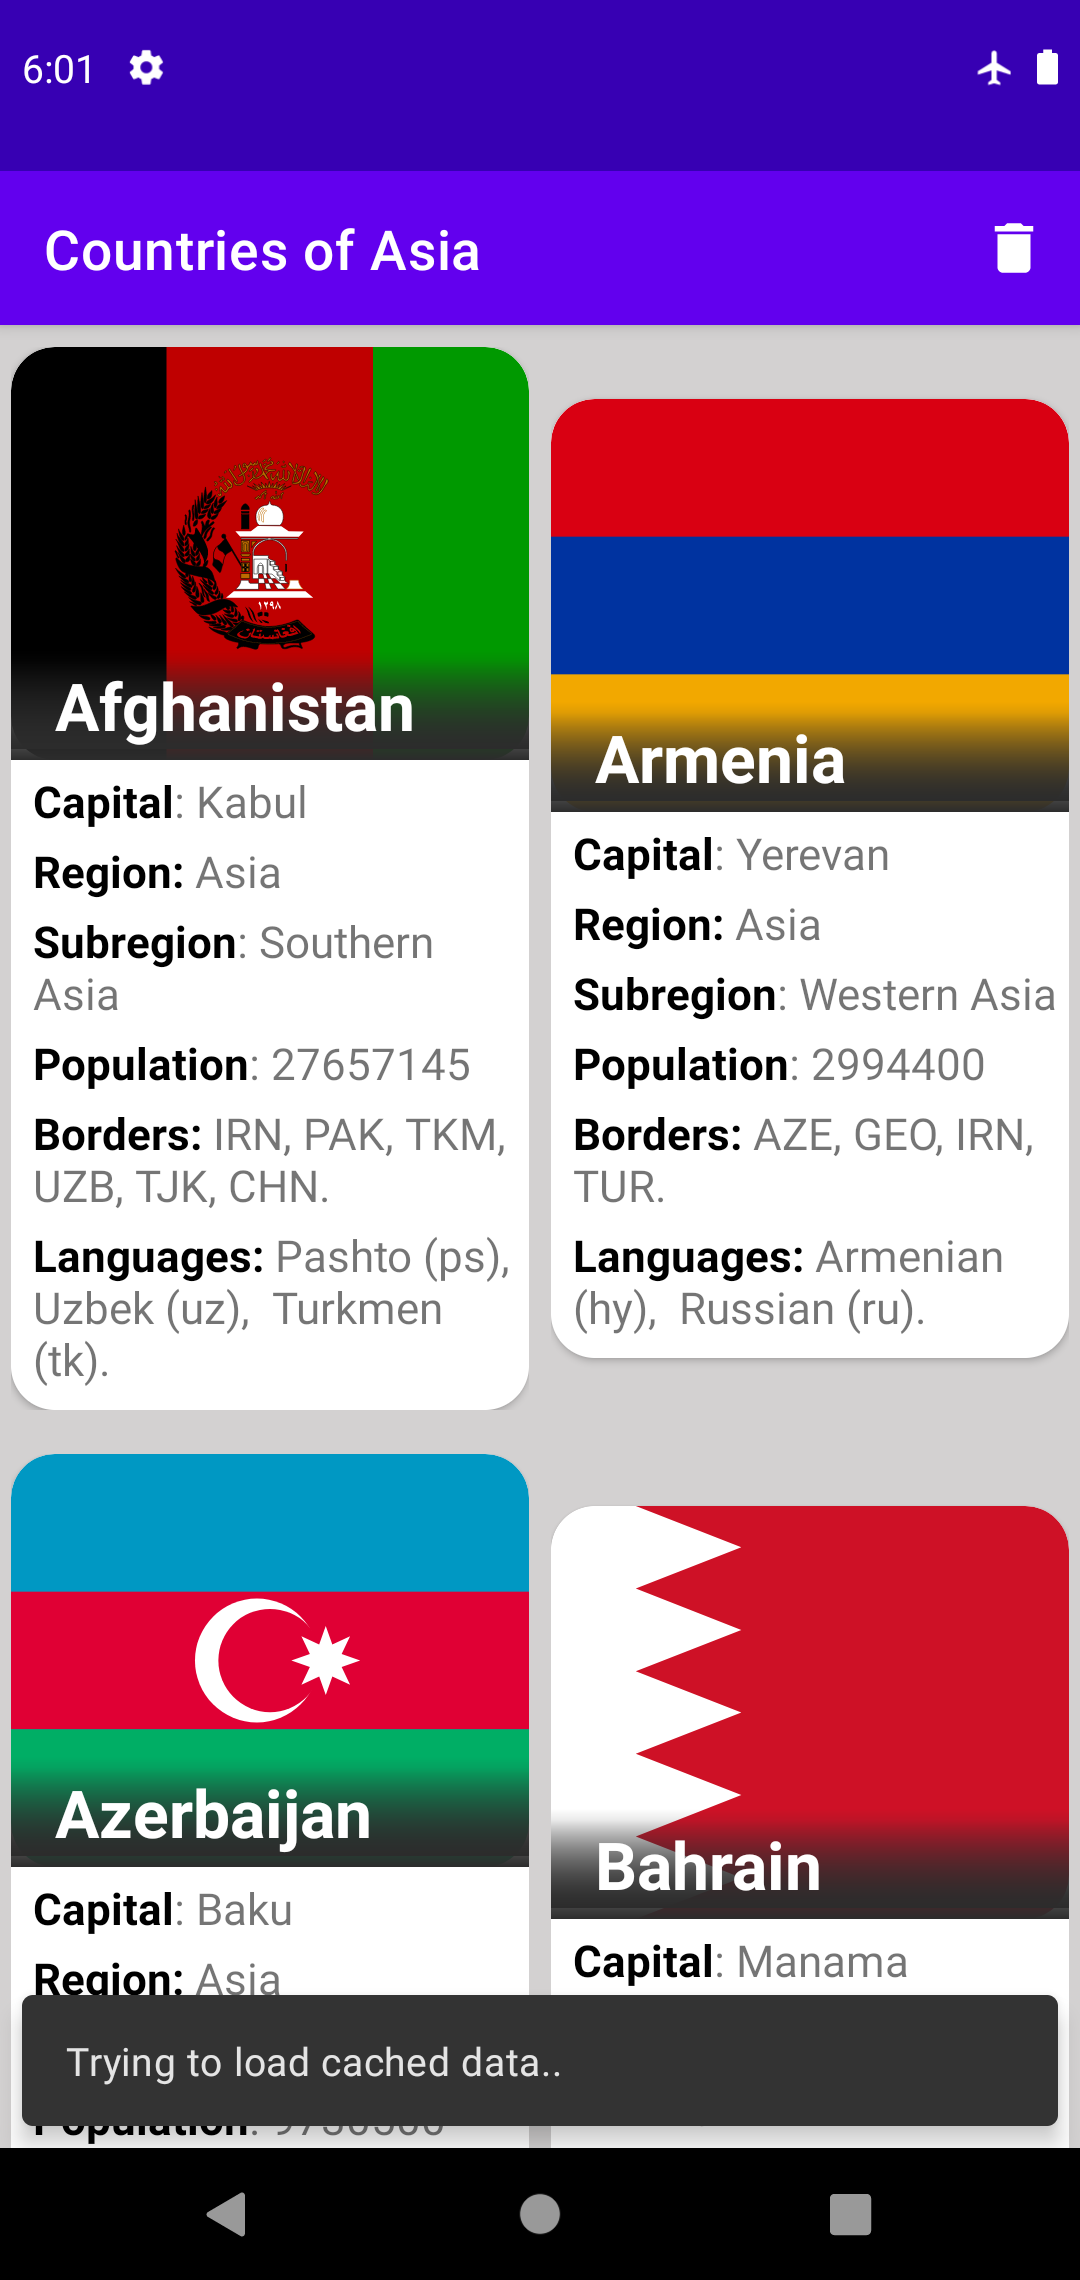 6:01
Countries of Asia
Afghanistan
Capital: Kabul
Region: Asia
Subregion: Southern
Asia
Population: 27657145
Borders: IRN, PAK, TKM,
UZB, TJK, CHN.
Languages: Pashto (ps),
Uzbek (uz),  Turkmen
(tk).
Armenia
Capital: Yerevan
Region: Asia
Subregion: Western Asia
Population: 2994400
Borders: AZE, GEO, IRN,
TUR.
Languages: Armenian
(hy),  Russian (ru).
Azerbaijan
Capital: Baku
Region: Asia
Population:
Bahrain
Capital: Manama
Trying to load cached data..